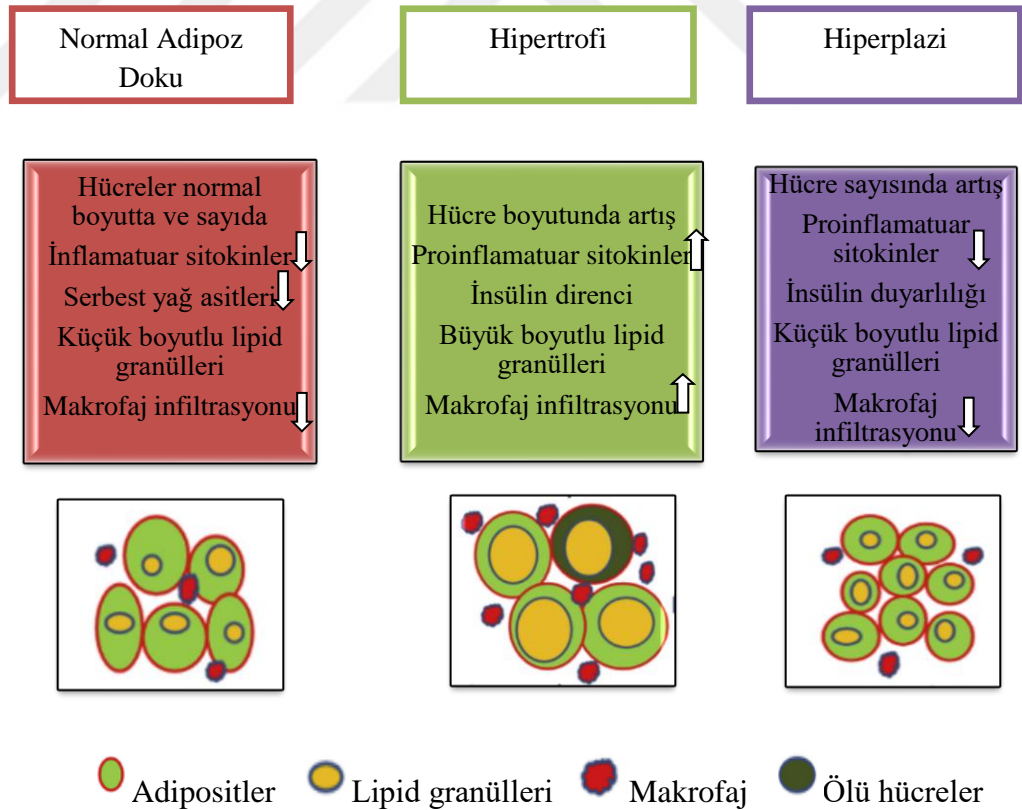 Normal Adipoz
Doku
Hipertrofi
Hiperplazi
Hücreler normal
boyutta ve sayıda
İnflamatuar sitokinler
Serbest yağ asitleri
Küçük boyutlu lipid
granülleri
Makrofaj infiltrasyonu
Hücre boyutunda artış
Proinflamatuar sitokinler
İnsülin direnci
Büyük boyutlu lipid
granülleri
Makrofaj infiltrasyonu
Hücre sayısında artış
Proinflamatuar
sitokinler
İnsülin duyarlılığı
Küçük boyutlu lipid
granülleri
Makrofaj
infiltrasyonu
Adipositler
Lipid granülleri
Makrofaj
Ölü hücreler